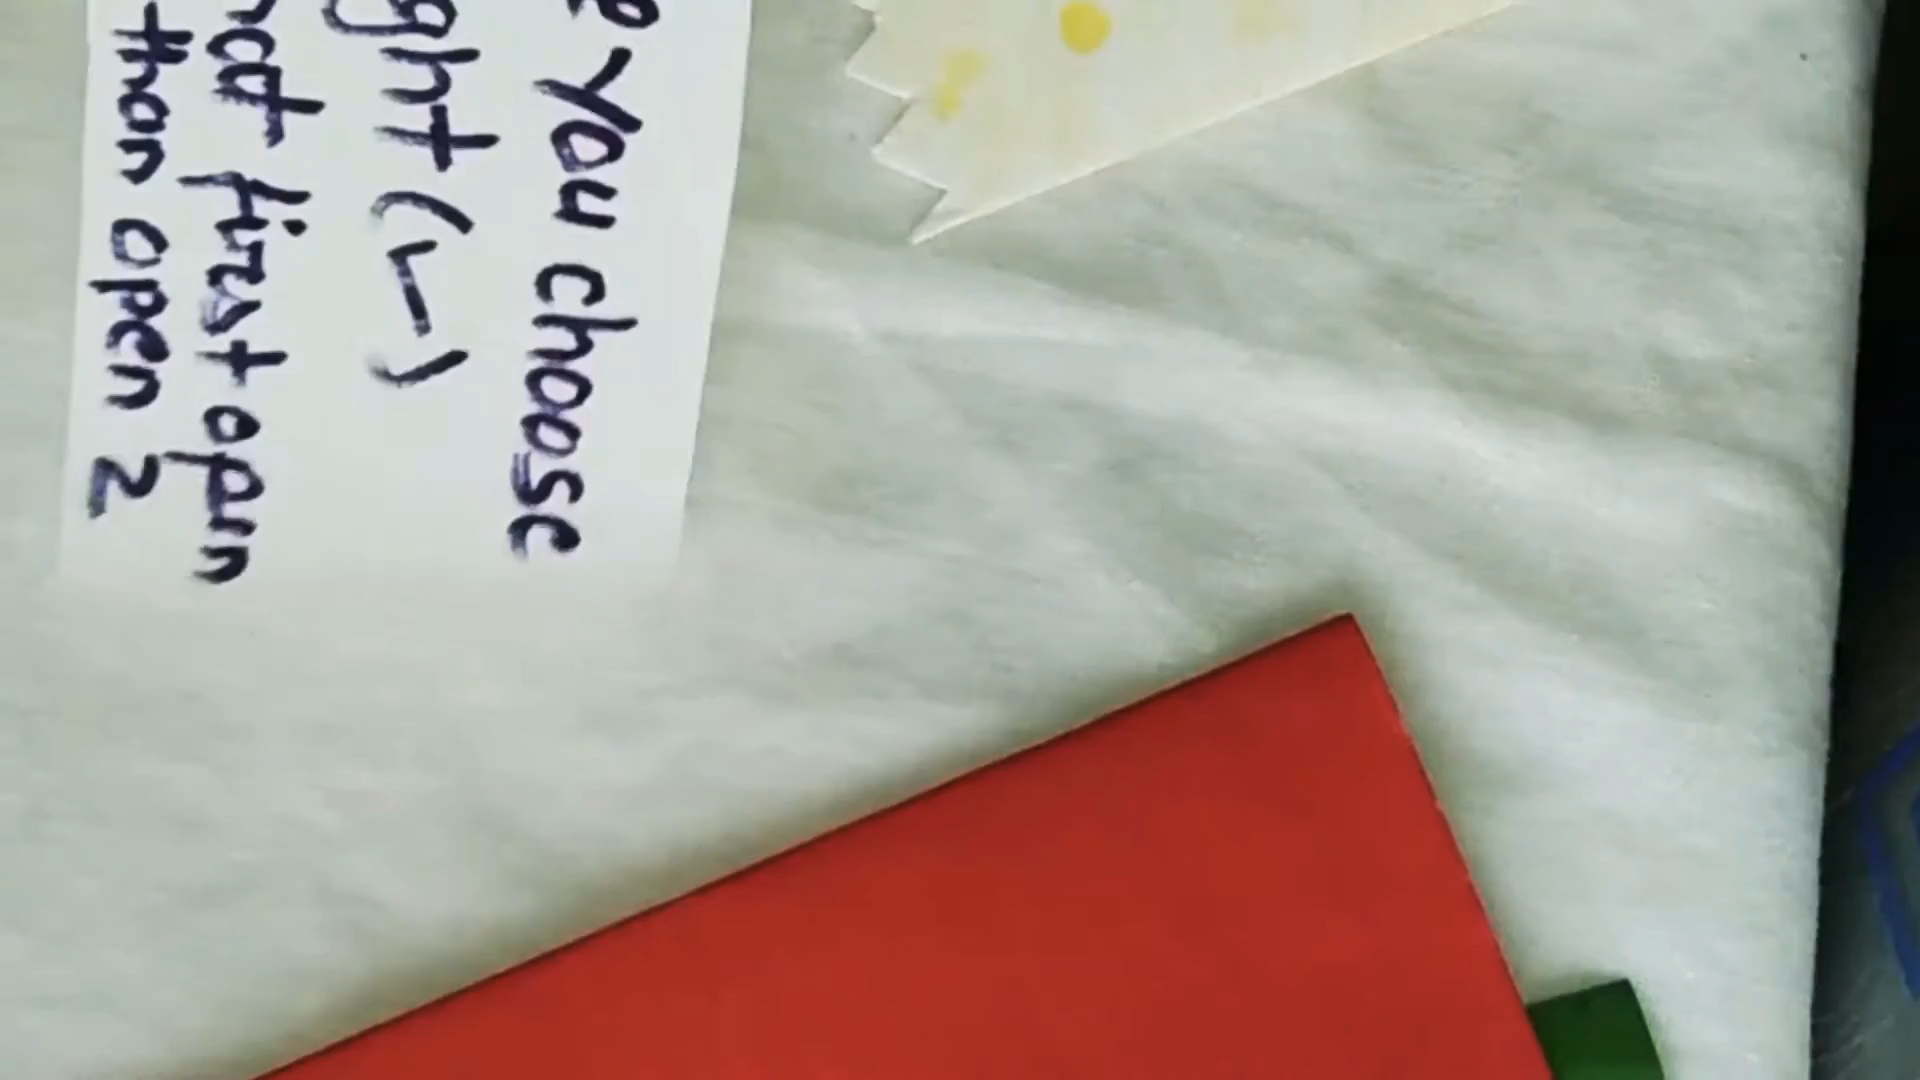 you choose
ght (✓)
not first open
than open 2